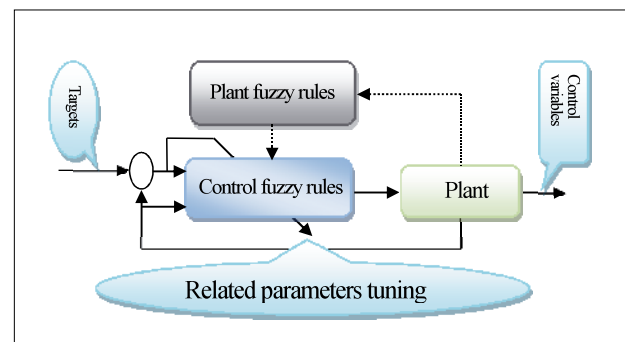 Plant fuzzy rules
Targets
Control
variables
Control fuzzy rules
Plant
Related parameters tuning